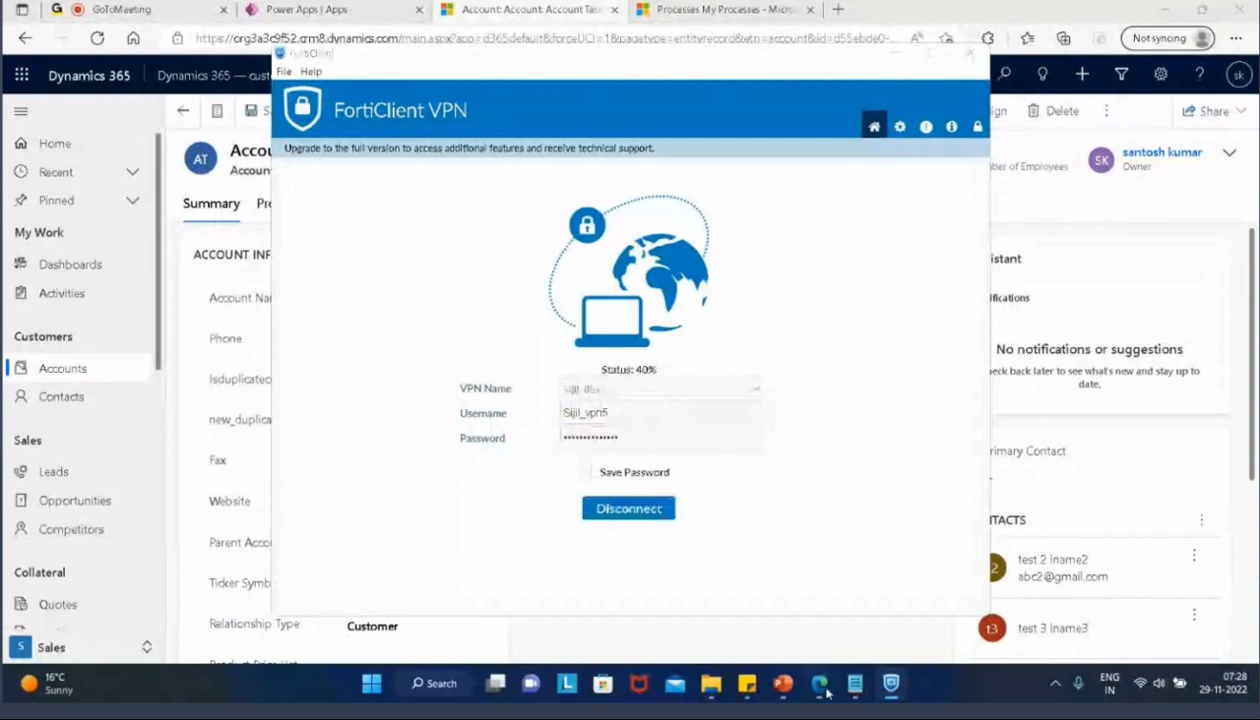 GoToMeeting
Power Apps | Apps
Account: Account: Account Tas
Processes My Processes - Micros
https://org3a3c9f52.crm8.dynamics.com/main.aspx?app=d365default&forceUCI=1&pagetype=entityrecord&etn=account&id=d55ebde0-
Not syncing
Dynamics 365
Dynamics 365 — cust
sk
File Help
FortiClient VPN
Upgrade to the full version to access additional features and receive technical support.
Delete
Share
AT
Accou
Accoun
SK
santosh kumar
Owner
ber of Employees
Summary
Pr
Home
Recent
Pinned
My Work
Dashboards
Activities
Customers
Accounts
Contacts
Sales
Leads
Opportunities
Competitors
Collateral
Quotes
S
Sales
ACCOUNT INF
Account Na
Phone
Isduplicatec
new_duplica
Fax
Website
Parent Acco
Ticker Symb
Relationship Type
Customer
Status: 40%
VPN Name
Username
Sijil_vpn5
Password
Save Password
Disconnect
istant
ifications
No notifications or suggestions
eck back later to see what's new and stay up to
date.
rimary Contact
TACTS
test 2 lname2
abc2@gmail.com
t3
test 3 lname3
16°C
Sunny
Search
ENG
IN
07:28
29-11-2022